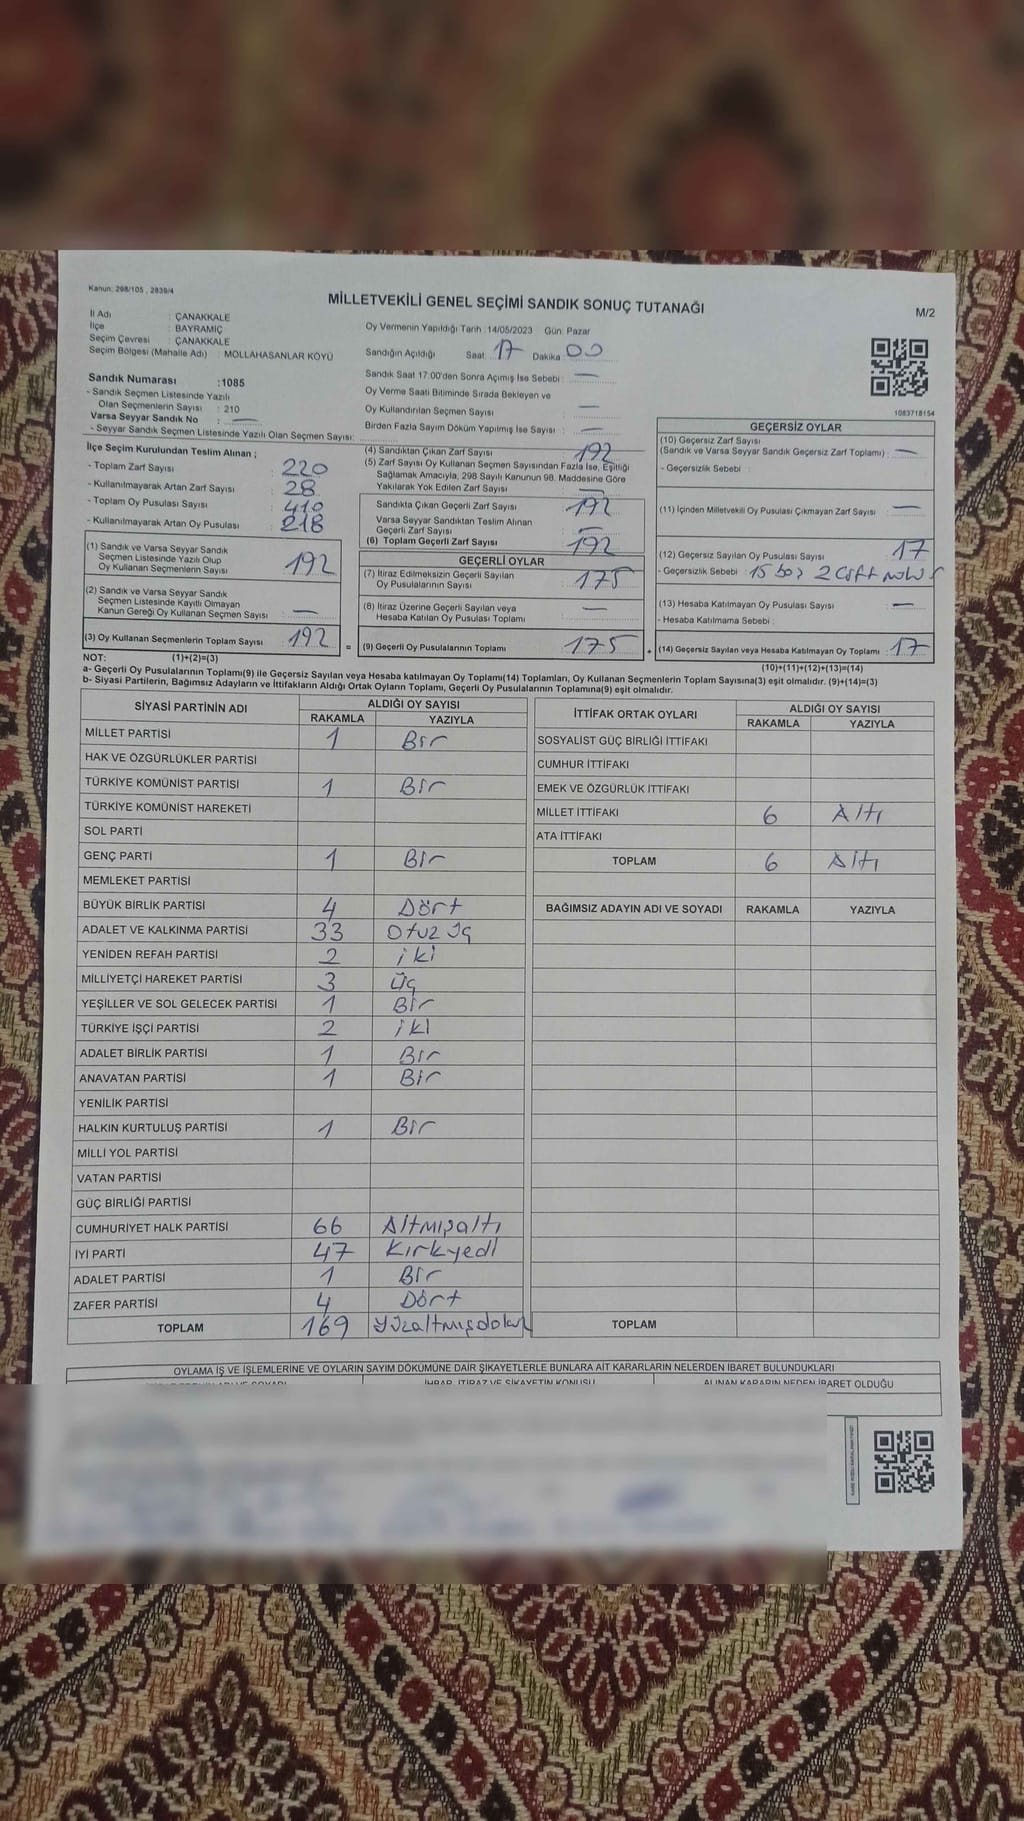 Kanun: 298/105 , 2839/4
MİLLETVEKİLİ GENEL SEÇİMİ SANDIK SONUÇ TUTANAĞI
M/2
İl Adı : ÇANAKKALE
İlçe : BAYRAMİÇ
Seçim Çevresi : ÇANAKKALE
Seçim Bölgesi (Mahalle Adı) : MOLLAHASANLAR KÖYÜ
Sandık Numarası :1085
- Sandık Seçmen Listesinde Yazılı
Olan Seçmenlerin Sayısı : 210
Varsa Seyyar Sandık No : —
- Seyyar Sandık Seçmen Listesinde Yazılı Olan Seçmen Sayısı:
Oy Vermenin Yapıldığı Tarih :14/05/2023 Gün: Pazar
Sandığın Açıldığı Saat: 17 Dakika: 00
Sandık Saat 17:00'den Sonra Açımış İse Sebebi : —
Oy Verme Saati Bitiminde Sırada Bekleyen ve
Oy Kullandırılan Seçmen Sayısı : —
Birden Fazla Sayım Döküm Yapılmış İse Sayısı : —
1083718154
İlçe Seçim Kurulundan Teslim Alınan ;
- Toplam Zarf Sayısı : 220
- Kullanılmayarak Artan Zarf Sayısı : 28
- Toplam Oy Pusulası Sayısı : 410
- Kullanılmayarak Artan Oy Pusulası : 218
(1) Sandık ve Varsa Seyyar Sandık
Seçmen Listesinde Yazılı Olup
Oy Kullanan Seçmenlerin Sayısı : 192
(2) Sandık ve Varsa Seyyar Sandık
Seçmen Listesinde Kayıtlı Olmayan
Kanun Gereği Oy Kullanan Seçmen Sayısı : —
(3) Oy Kullanan Seçmenlerin Toplam Sayısı : 192
(4) Sandıktan Çıkan Zarf Sayısı : 192
(5) Zarf Sayısı Oy Kullanan Seçmen Sayısından Fazla İse, Eşitliği
Sağlamak Amacıyla, 298 Sayılı Kanunun 98. Maddesine Göre
Yakılarak Yok Edilen Zarf Sayısı : —
Sandıkta Çıkan Geçerli Zarf Sayısı : 192
Varsa Seyyar Sandıktan Teslim Alınan
Geçerli Zarf Sayısı : —
(6) Toplam Geçerli Zarf Sayısı : 192
GEÇERLİ OYLAR
(7) İtiraz Edilmeksizin Geçerli Sayılan
Oy Pusulalarının Sayısı : 175
(8) İtiraz Üzerine Geçerli Sayılan veya
Hesaba Katılan Oy Pusulası Toplamı : —
= (9) Geçerli Oy Pusulalarının Toplamı : 175
GEÇERSİZ OYLAR
(10) Geçersiz Zarf Sayısı
(Sandık ve Varsa Seyyar Sandık Geçersiz Zarf Toplamı) : —
- Geçersizlik Sebebi :
(11) İçinden Milletvekili Oy Pusulası Çıkmayan Zarf Sayısı : —
(12) Geçersiz Sayılan Oy Pusulası Sayısı : 17
- Geçersizlik Sebebi : 15 boş 2 çift mühür
(13) Hesaba Katılmayan Oy Pusulası Sayısı : —
- Hesaba Katılmama Sebebi :
+ (14) Geçersiz Sayılan veya Hesaba Katılmayan Oy Toplamı : 17
NOT: (1)+(2)=(3)
(10)+(11)+(12)+(13)=(14)
a- Geçerli Oy Pusulalarının Toplamı(9) ile Geçersiz Sayılan veya Hesaba katılmayan Oy Toplamı(14) Toplamları, Oy Kullanan Seçmenlerin Toplam Sayısına(3) eşit olmalıdır. (9)+(14)=(3)
b- Siyasi Partilerin, Bağımsız Adayların ve İttifakların Aldığı Ortak Oyların Toplamı, Geçerli Oy Pusulalarının Toplamına(9) eşit olmalıdır.
SİYASİ PARTİNİN ADI ALDIĞI OY SAYISI
RAKAMLA YAZIYLA
MİLLET PARTİSİ 1 Bir
HAK VE ÖZGÜRLÜKLER PARTİSİ
TÜRKİYE KOMÜNİST PARTİSİ 1 Bir
TÜRKİYE KOMÜNİST HAREKETİ
SOL PARTİ
GENÇ PARTİ 1 Bir
MEMLEKET PARTİSİ
BÜYÜK BİRLİK PARTİSİ 4 Dört
ADALET VE KALKINMA PARTİSİ 33 Otuz üç
YENİDEN REFAH PARTİSİ 2 iki
MİLLİYETÇİ HAREKET PARTİSİ 3 üç
YEŞİLLER VE SOL GELECEK PARTİSİ 1 Bir
TÜRKİYE İŞÇİ PARTİSİ 2 iki
ADALET BİRLİK PARTİSİ 1 Bir
ANAVATAN PARTİSİ 1 Bir
YENİLİK PARTİSİ
HALKIN KURTULUŞ PARTİSİ 1 Bir
MİLLİ YOL PARTİSİ
VATAN PARTİSİ
GÜÇ BİRLİĞİ PARTİSİ
CUMHURİYET HALK PARTİSİ 66 Altmışaltı
İYİ PARTİ 47 Kırkyedi
ADALET PARTİSİ 1 Bir
ZAFER PARTİSİ 4 Dört
TOPLAM 169 Yüzaltmışdokuz
İTTİFAK ORTAK OYLARI ALDIĞI OY SAYISI
RAKAMLA YAZIYLA
SOSYALİST GÜÇ BİRLİĞİ İTTİFAKI
CUMHUR İTTİFAKI
EMEK VE ÖZGÜRLÜK İTTİFAKI
MİLLET İTTİFAKI 6 Altı
ATA İTTİFAKI
TOPLAM 6 Altı
BAĞIMSIZ ADAYIN ADI VE SOYADI RAKAMLA YAZIYLA
TOPLAM
OYLAMA İŞ VE İŞLEMLERİNE VE OYLARIN SAYIM DÖKÜMÜNE DAİR ŞİKAYETLERLE BUNLARA AİT KARARLARIN NELERDEN İBARET BULUNDUKLARI
İHBAR, İTİRAZ VE ŞİKAYETİN KONUSU ALINAN KARARIN NEDEN İBARET OLDUĞU